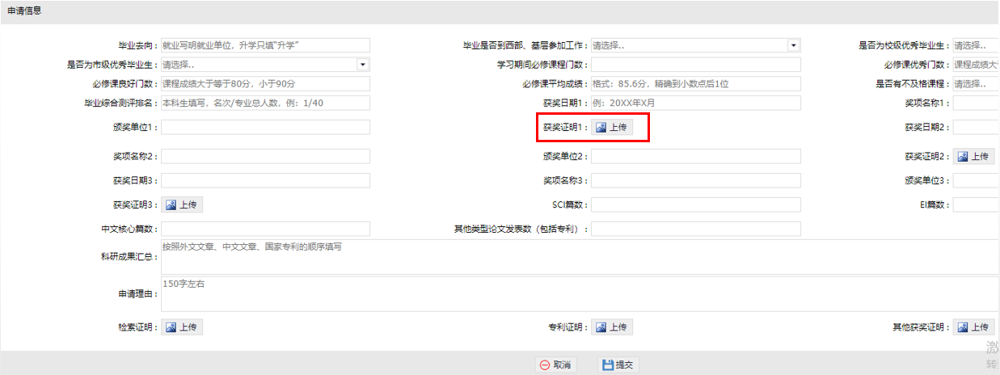 申请信息
毕业去向： 就业写明就业单位，升学只填“升学” 毕业是否到西部、基层参加工作： 请选择.. 是否为校级优秀毕业生： 请选择..
是否为市级优秀毕业生： 请选择.. 学习期间必修课程门数： 必修课优秀门数： 课程成绩大
必修课良好门数： 课程成绩大于等于80分，小于90分 必修课平均成绩： 格式：85.6分，精确到小数点后1位 是否有不及格课程： 请选择..
毕业综合测评排名： 本科生填写，名次/专业总人数，例：1/40 获奖日期1： 例：20XX年X月 奖项名称1：
颁奖单位1： 获奖证明1： 上传 获奖日期2：
奖项名称2： 颁奖单位2： 获奖证明2： 上传
获奖日期3： 奖项名称3： 颁奖单位3：
获奖证明3： 上传 SCI篇数： EI篇数：
中文核心篇数： 其他类型论文发表数（包括专利）：
科研成果汇总： 按照外文文章、中文文章、国家专利的顺序填写
申请理由： 150字左右
检索证明： 上传 专利证明： 上传 其他获奖证明： 上传
取消 提交